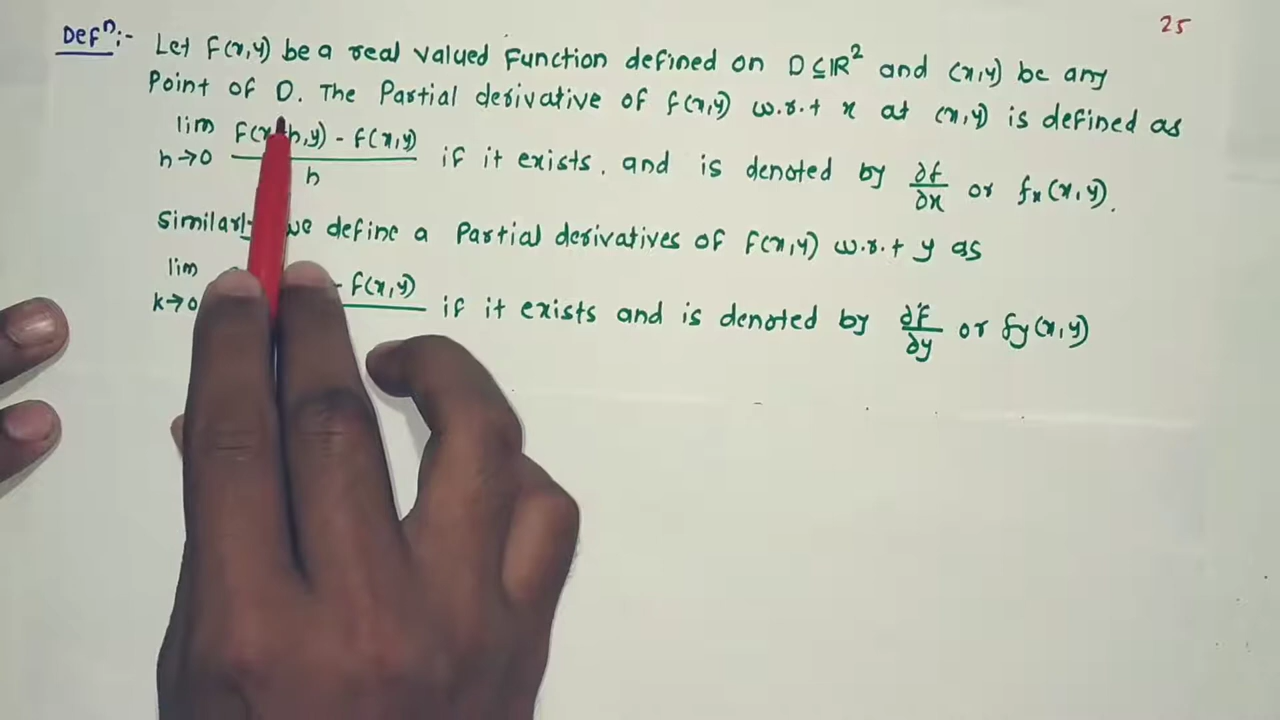 25
Defⁿ:- Let F(x,y) be a real valued Function defined on D⊆ℝ² and (x,y) be any
Point of D. The Partial derivative of f(x,y) w.r.t x at (x,y) is defined as
lim h→0 F(x h,y) - f(x,y) / h if it exists. and is denoted by ∂f/∂x or fx(x,y).
we define a Partial derivatives of f(x,y) w.r.t y as
lim k→0 - f(x,y) if it exists and is denoted by ∂F/∂y or fy(x,y)